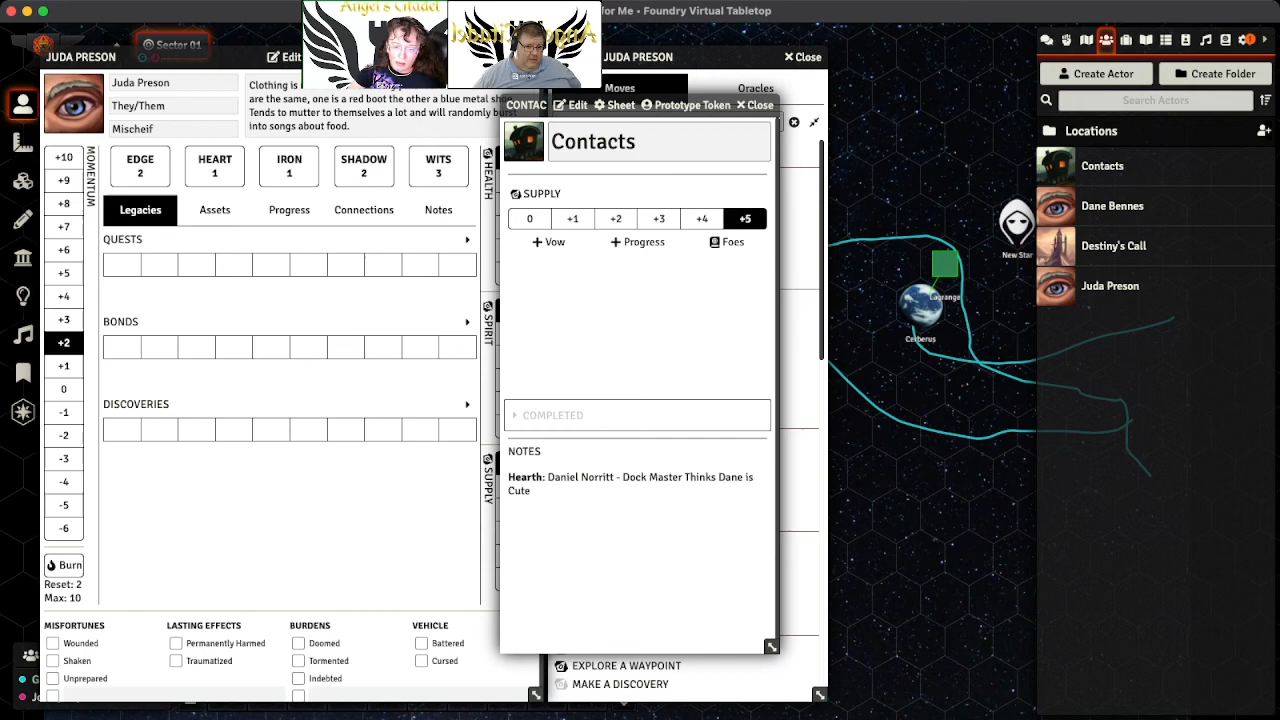 for Me • Foundry Virtual Tabletop
Angel's Citadel
Sector 01
JUDA PRESON
Edit
Juda Preson
They/Them
Mischeif
are the same, one is a red boot the other a blue metal
Tends to mutter to themselves a lot and will randomly burst
into songs about food.
JUDA PRESON
Close
Moves
Oracles
CONTAC
Edit
Sheet
Prototype Token
Close
Contacts
SUPPLY
0 +1 +2 +3 +4 +5
Vow
Progress
Foes
COMPLETED
NOTES
Hearth: Daniel Norritt - Dock Master Thinks Dane is
Cute
MOMENTUM
+10
+9
+8
+7
+6
+5
+4
+3
+2
+1
0
-1
-2
-3
-4
-5
-6
Burn
Reset: 2
Max: 10
EDGE
2
HEART
1
IRON
1
SHADOW
2
WITS
3
Legacies
Assets
Progress
Connections
Notes
QUESTS
BONDS
DISCOVERIES
HEALTH
SPIRIT
SUPPLY
MISFORTUNES
Wounded
Shaken
Unprepared
LASTING EFFECTS
Permanently Harmed
Traumatized
BURDENS
Doomed
Tormented
Indebted
VEHICLE
Battered
Cursed
EXPLORE A WAYPOINT
MAKE A DISCOVERY
New Star
Lagrange
Cerberus
Create Actor
Create Folder
Search Actors
Locations
Contacts
Dane Bennes
Destiny's Call
Juda Preson